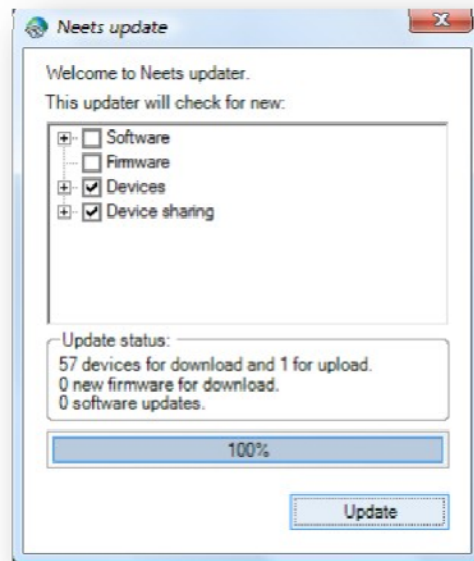 Neets update
Welcome to Neets updater.
This updater will check for new:
Software
Firmware
Devices
Device sharing
Update status:
57 devices for download and 1 for upload.
0 new firmware for download.
0 software updates.
100%
Update